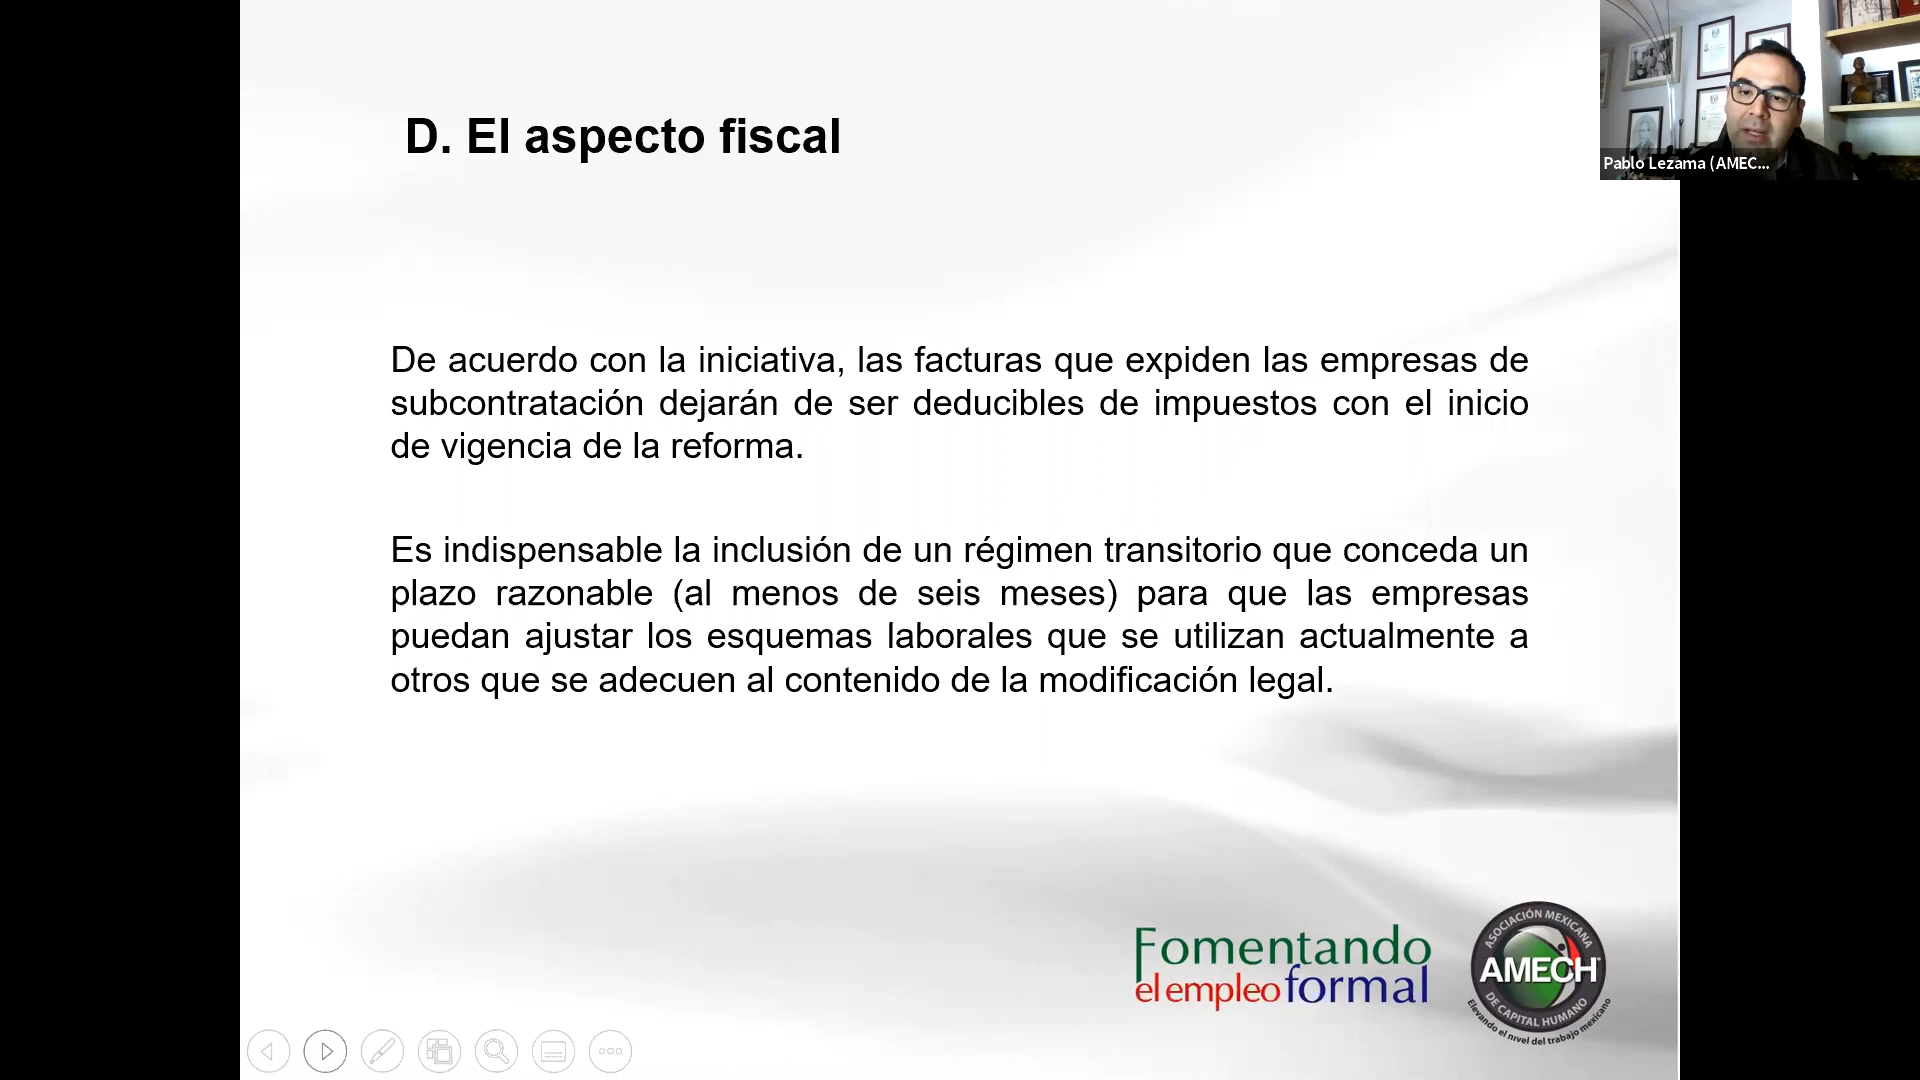 D. El aspecto fiscal
De acuerdo con la iniciativa, las facturas que expiden las empresas de
subcontratación dejarán de ser deducibles de impuestos con el inicio
de vigencia de la reforma.
Es indispensable la inclusión de un régimen transitorio que conceda un
plazo razonable (al menos de seis meses) para que las empresas
puedan ajustar los esquemas laborales que se utilizan actualmente a
otros que se adecuen al contenido de la modificación legal.
Pablo Lezama (AMEC...
Fomentando
el empleo formal
ASOCIACIÓN MEXICANA
AMECH
DE CAPITAL HUMANO
Elevando el nivel del trabajo mexicano